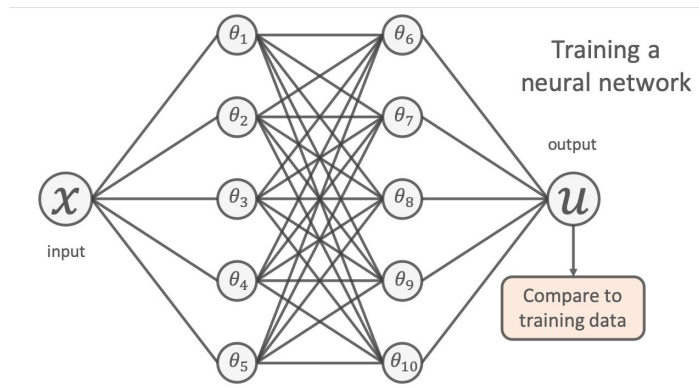 Training a
neural network
θ₁
θ₂
θ₃
θ₄
θ₅
θ₆
θ₇
θ₈
θ₉
θ₁₀
x
input
output
u
Compare to
training data